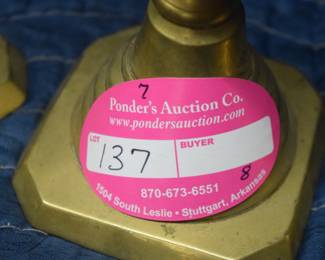 7
Ponder's Auction Co.
www.pondersauction.com
LOT
137
BUYER
8
870-673-6551
1504 South Leslie • Stuttgart, Arkansas